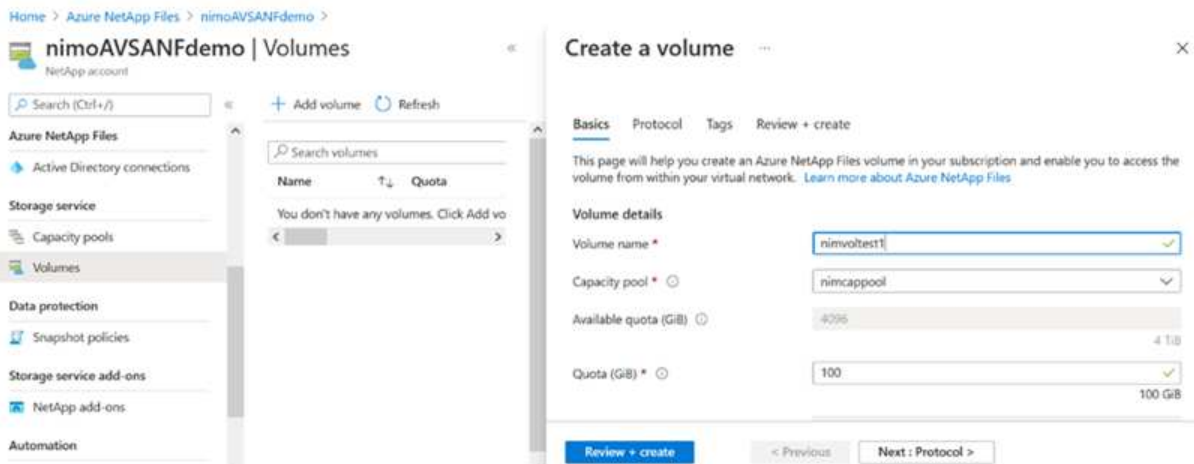 Home > Azure NetApp Files > nimoAVSANFdemo >
nimoAVSANFdemo | Volumes
NetApp account
Search (Ctrl+/)
Azure NetApp Files
Active Directory connections
Storage service
Capacity pools
Volumes
Data protection
Snapshot policies
Storage service add-ons
NetApp add-ons
Automation
+ Add volume Refresh
Search volumes
Name ↑↓ Quota
You don't have any volumes. Click Add vo
Create a volume ...
Basics Protocol Tags Review + create
This page will help you create an Azure NetApp Files volume in your subscription and enable you to access the
volume from within your virtual network. Learn more about Azure NetApp Files
Volume details
Volume name * nimvoltest1
Capacity pool * nimcappool
Available quota (GiB) 4096
4 TiB
Quota (GiB) * 100
100 GiB
Review + create < Previous Next : Protocol >